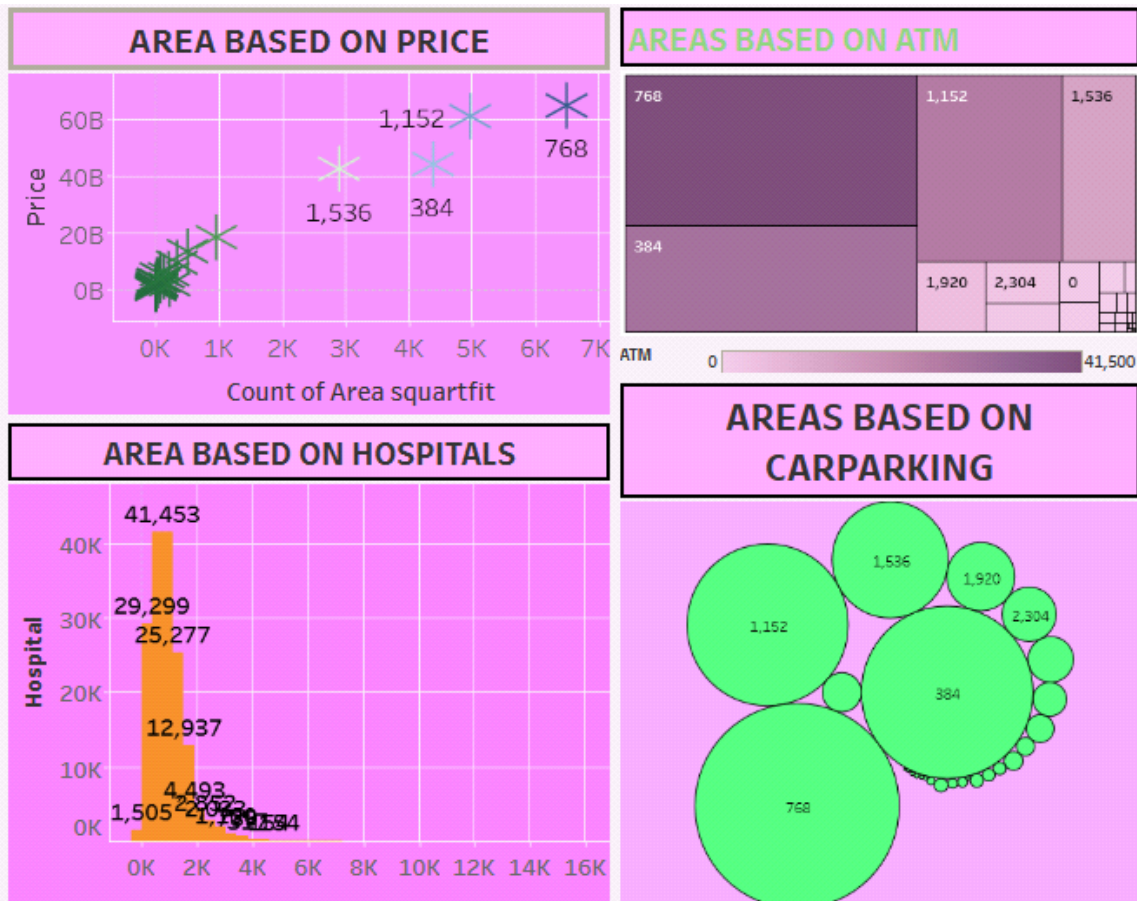 AREA BASED ON PRICE
Price
60B
40B
20B
0B
1,152
768
1,536
384
0K
1K
2K
3K
4K
5K
6K
7K
Count of Area squartfit
AREAS BASED ON ATM
768
1,152
1,536
384
1,920
2,304
0
ATM
0
41,500
AREA BASED ON HOSPITALS
Hospital
40K
30K
20K
10K
0K
41,453
29,299
25,277
12,937
4,493
1,505
0K
2K
4K
6K
8K
10K
12K
14K
16K
AREAS BASED ON
CARPARKING
1,536
1,920
1,152
2,304
384
768